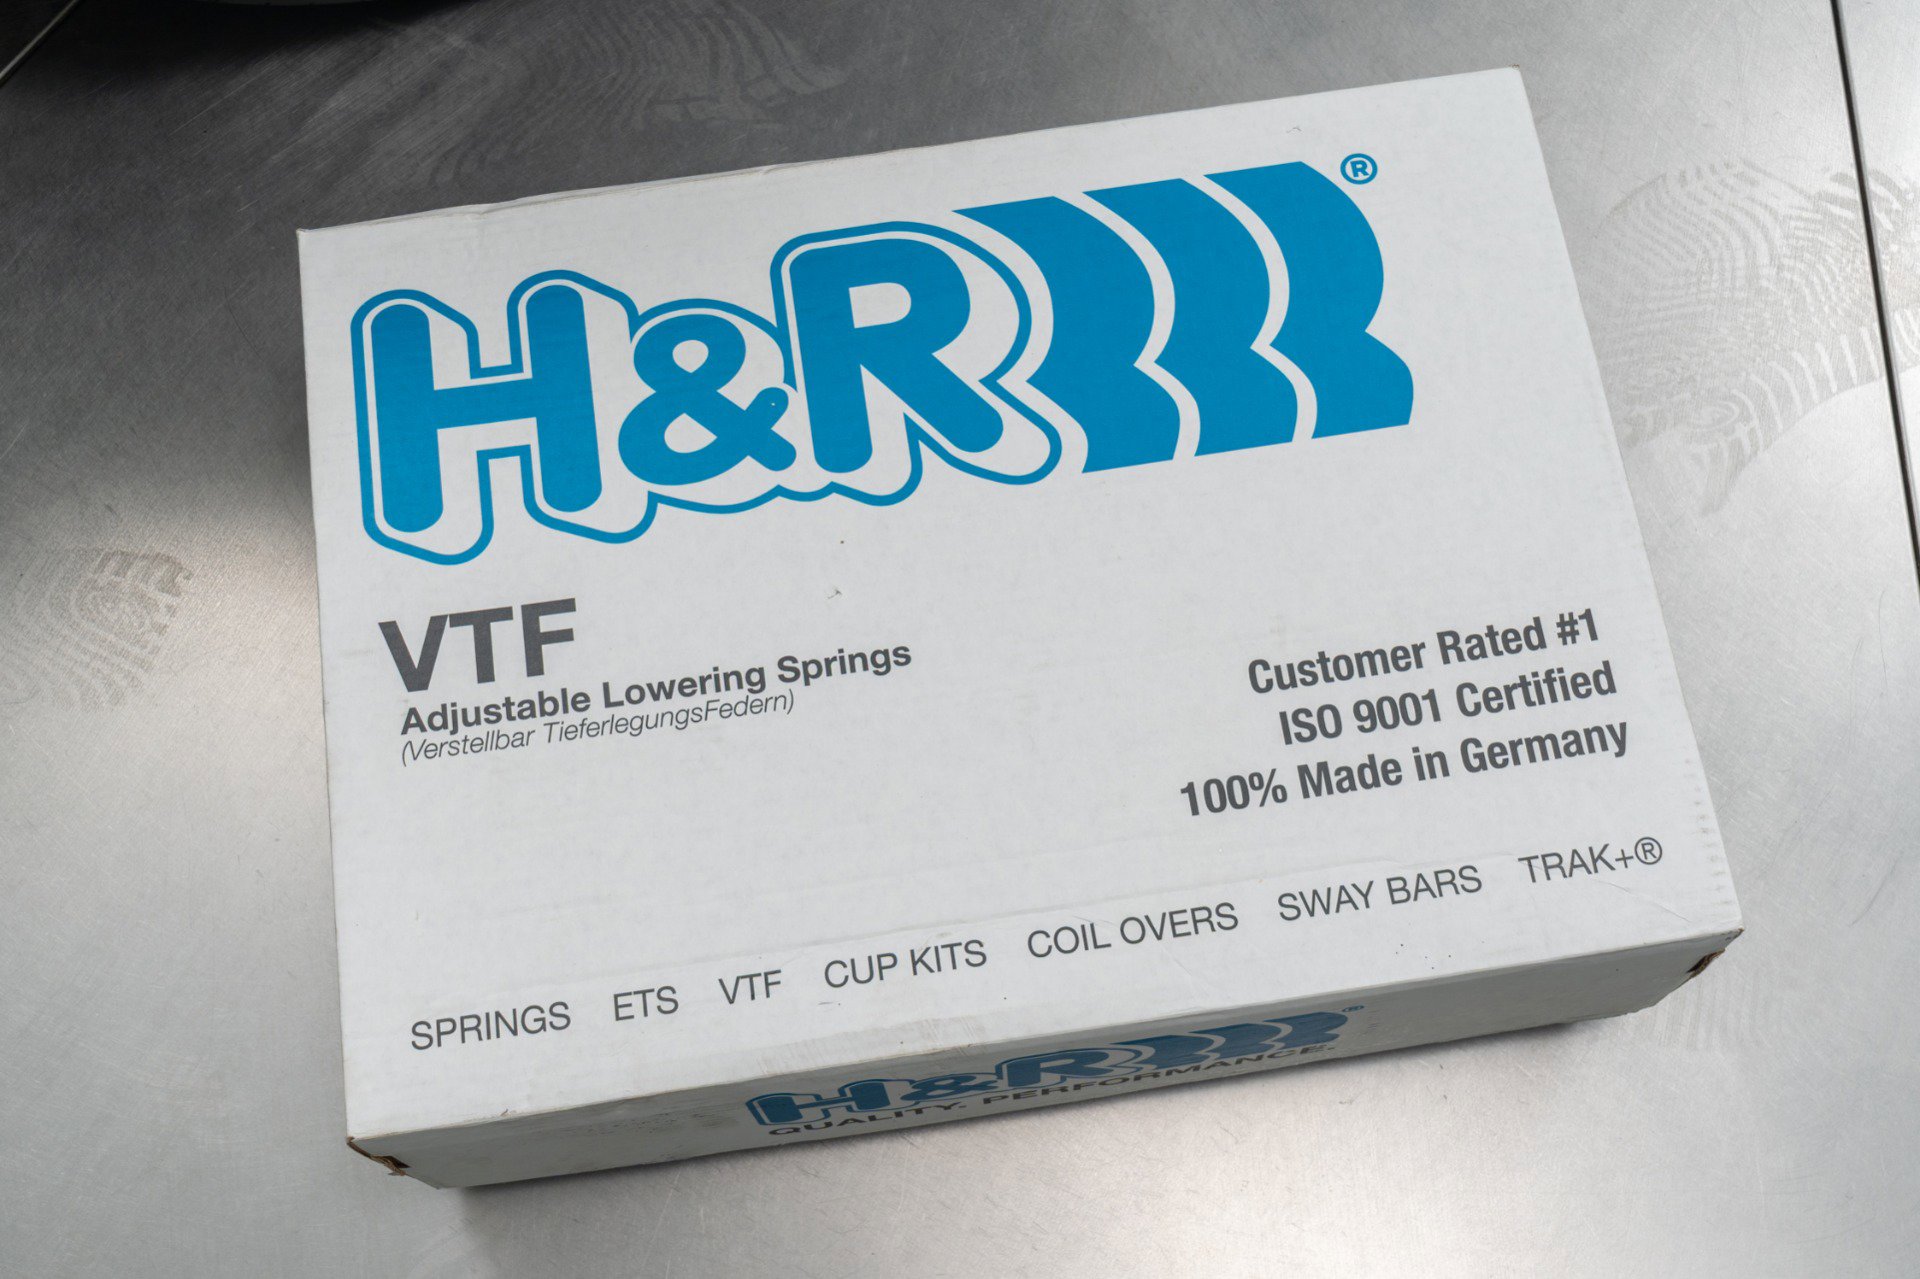 H&R®
VTF
Adjustable Lowering Springs
(Verstellbar TieferlegungsFedern)
Customer Rated #1
ISO 9001 Certified
100% Made in Germany
SPRINGS ETS VTF CUP KITS COIL OVERS SWAY BARS TRAK+®
H&R®
QUALITY. PERFORMANCE.